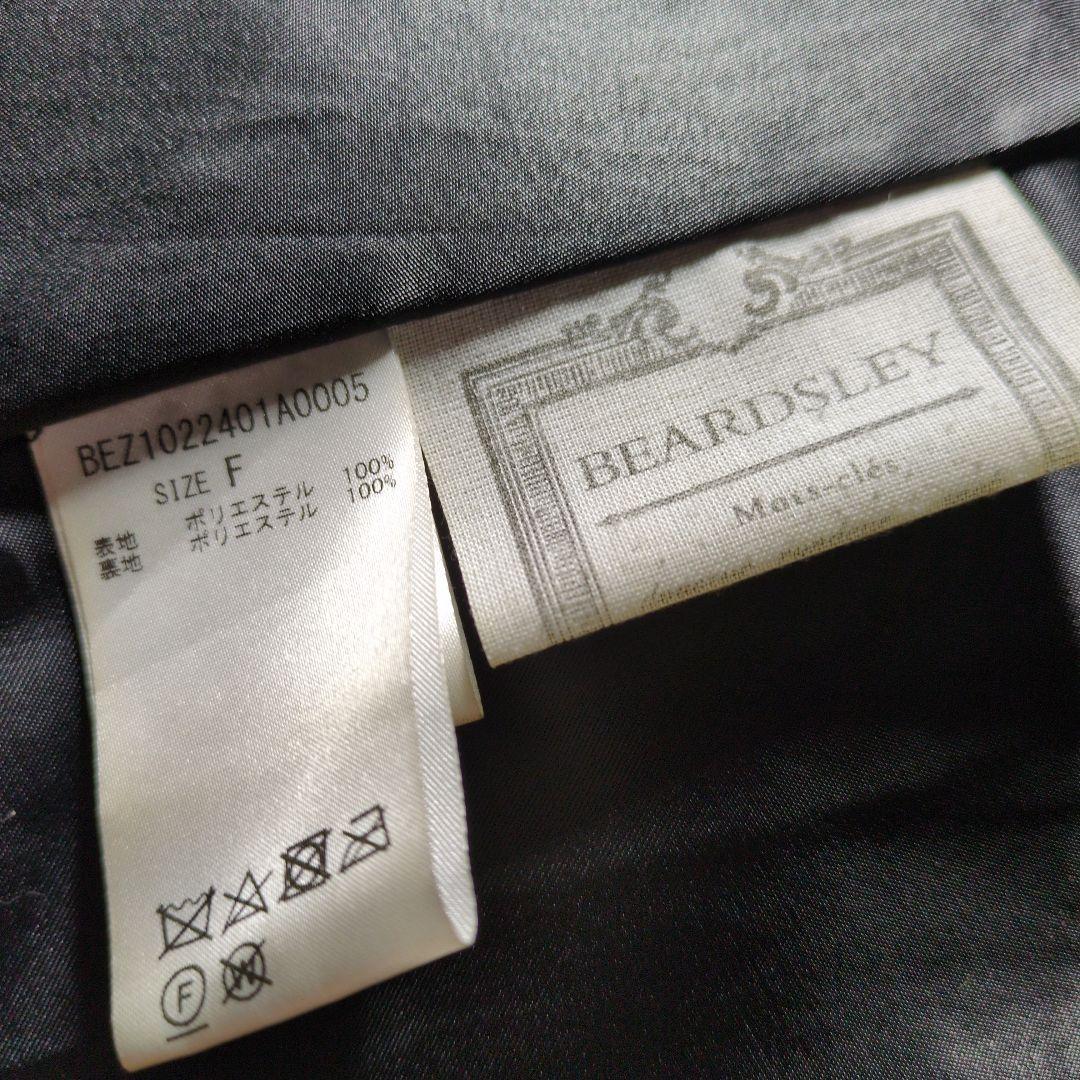 BEZ1022401A0005
SIZE F
表地 ポリエステル 100%
裏地 ポリエステル 100%
F
W
BEARDSLEY
Mots-clés